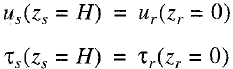 u_s(z_s = H) = u_r(z_r = 0)
τ_s(z_s = H) = τ_r(z_r = 0)